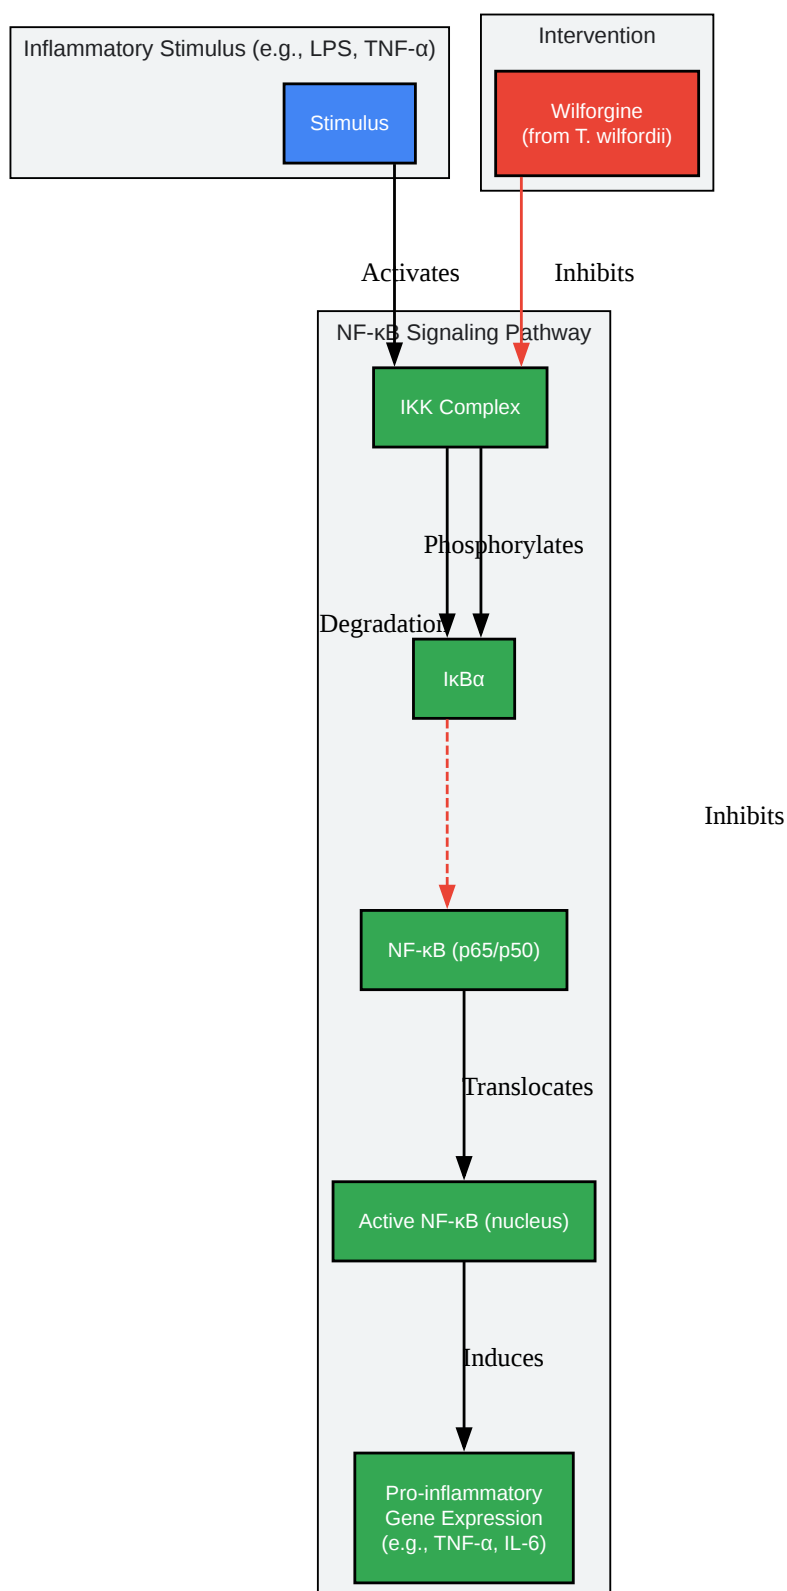 Inflammatory Stimulus (e.g., LPS, TNF-α)
Intervention
Stimulus
Wilforgine
(from T. wilfordii)
Activates
Inhibits
NF-κB Signaling Pathway
IKK Complex
Phosphorylates
Degradation
IκBα
Inhibits
NF-κB (p65/p50)
Translocates
Active NF-κB (nucleus)
Induces
Pro-inflammatory
Gene Expression
(e.g., TNF-α, IL-6)